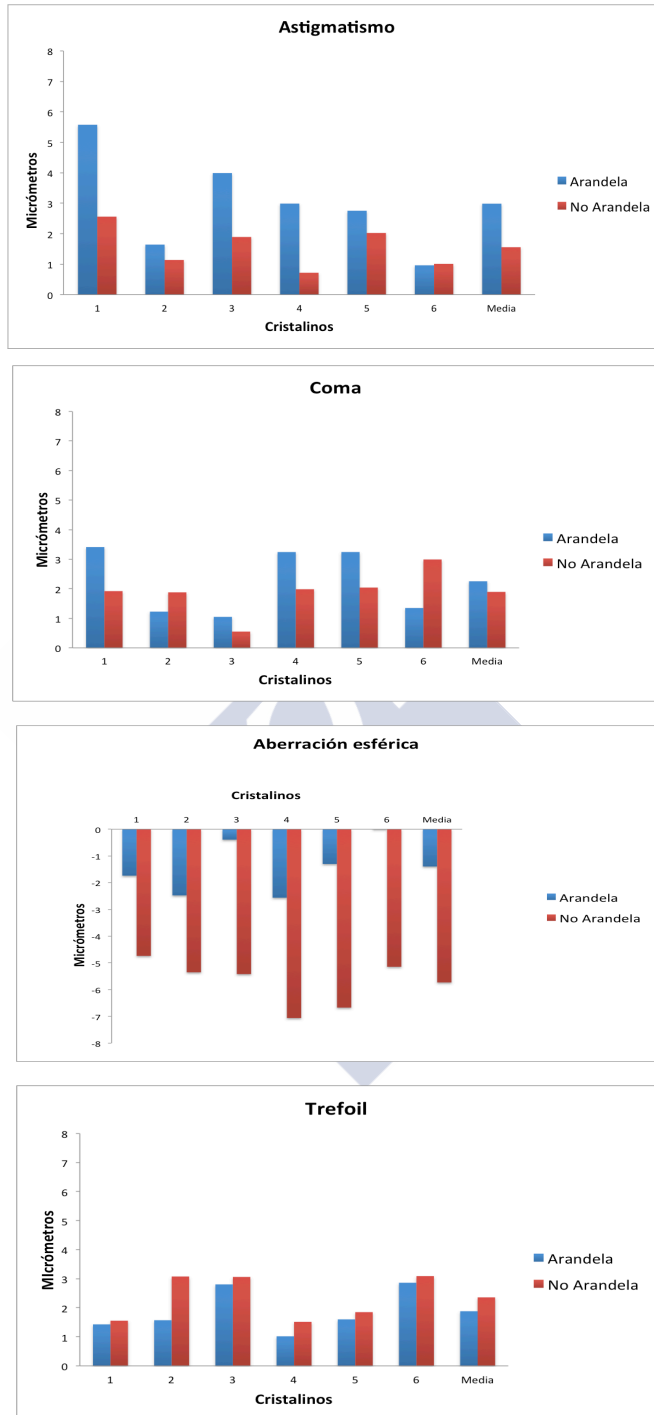 Astigmatismo
8
7
6
5
4
3
2
1
0
Micrómetros
1 2 3 4 5 6 Media
Cristalinos
Arandela
No Arandela
Coma
8
7
6
5
4
3
2
1
0
Micrómetros
1 2 3 4 5 6 Media
Cristalinos
Arandela
No Arandela
Aberración esférica
Cristalinos
1 2 3 4 5 6 Media
0
-1
-2
-3
-4
-5
-6
-7
-8
Micrómetros
Arandela
No Arandela
Trefoil
8
7
6
5
4
3
2
1
0
MIcrómetros
1 2 3 4 5 6 Media
Cristalinos
Arandela
No Arandela